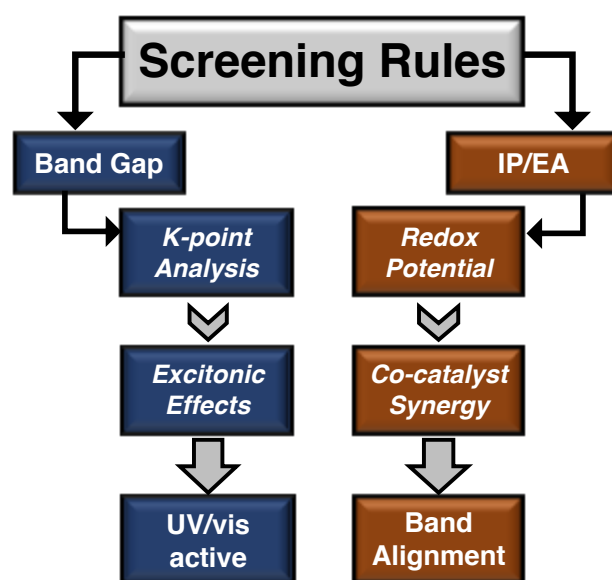 Screening Rules
Band Gap
IP/EA
K-point
Analysis
Redox
Potential
Excitonic
Effects
Co-catalyst
Synergy
UV/vis
active
Band
Alignment